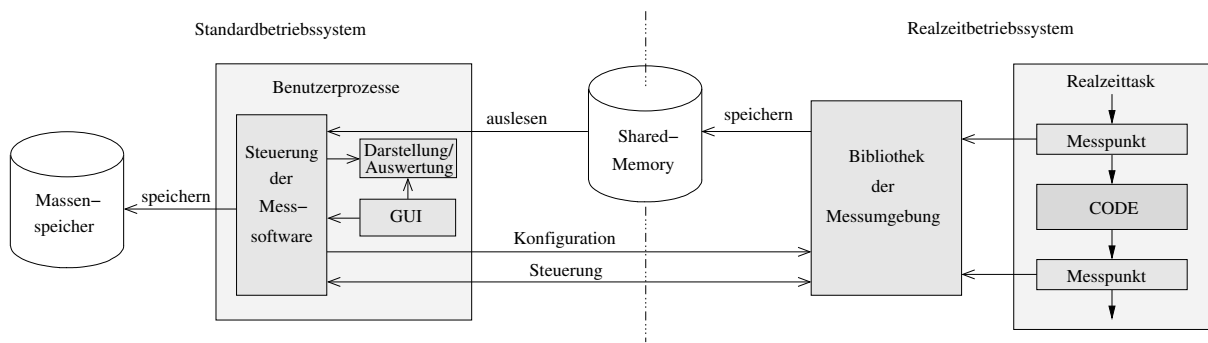 Standardbetriebssystem
Realzeitbetriebssystem
Benutzerprozesse
Realzeittask
Massen–
speicher
speichern
Steuerung
der
Mess–
software
Darstellung/
Auswertung
GUI
auslesen
Shared–
Memory
speichern
Konfiguration
Steuerung
Bibliothek
der
Messumgebung
Messpunkt
CODE
Messpunkt